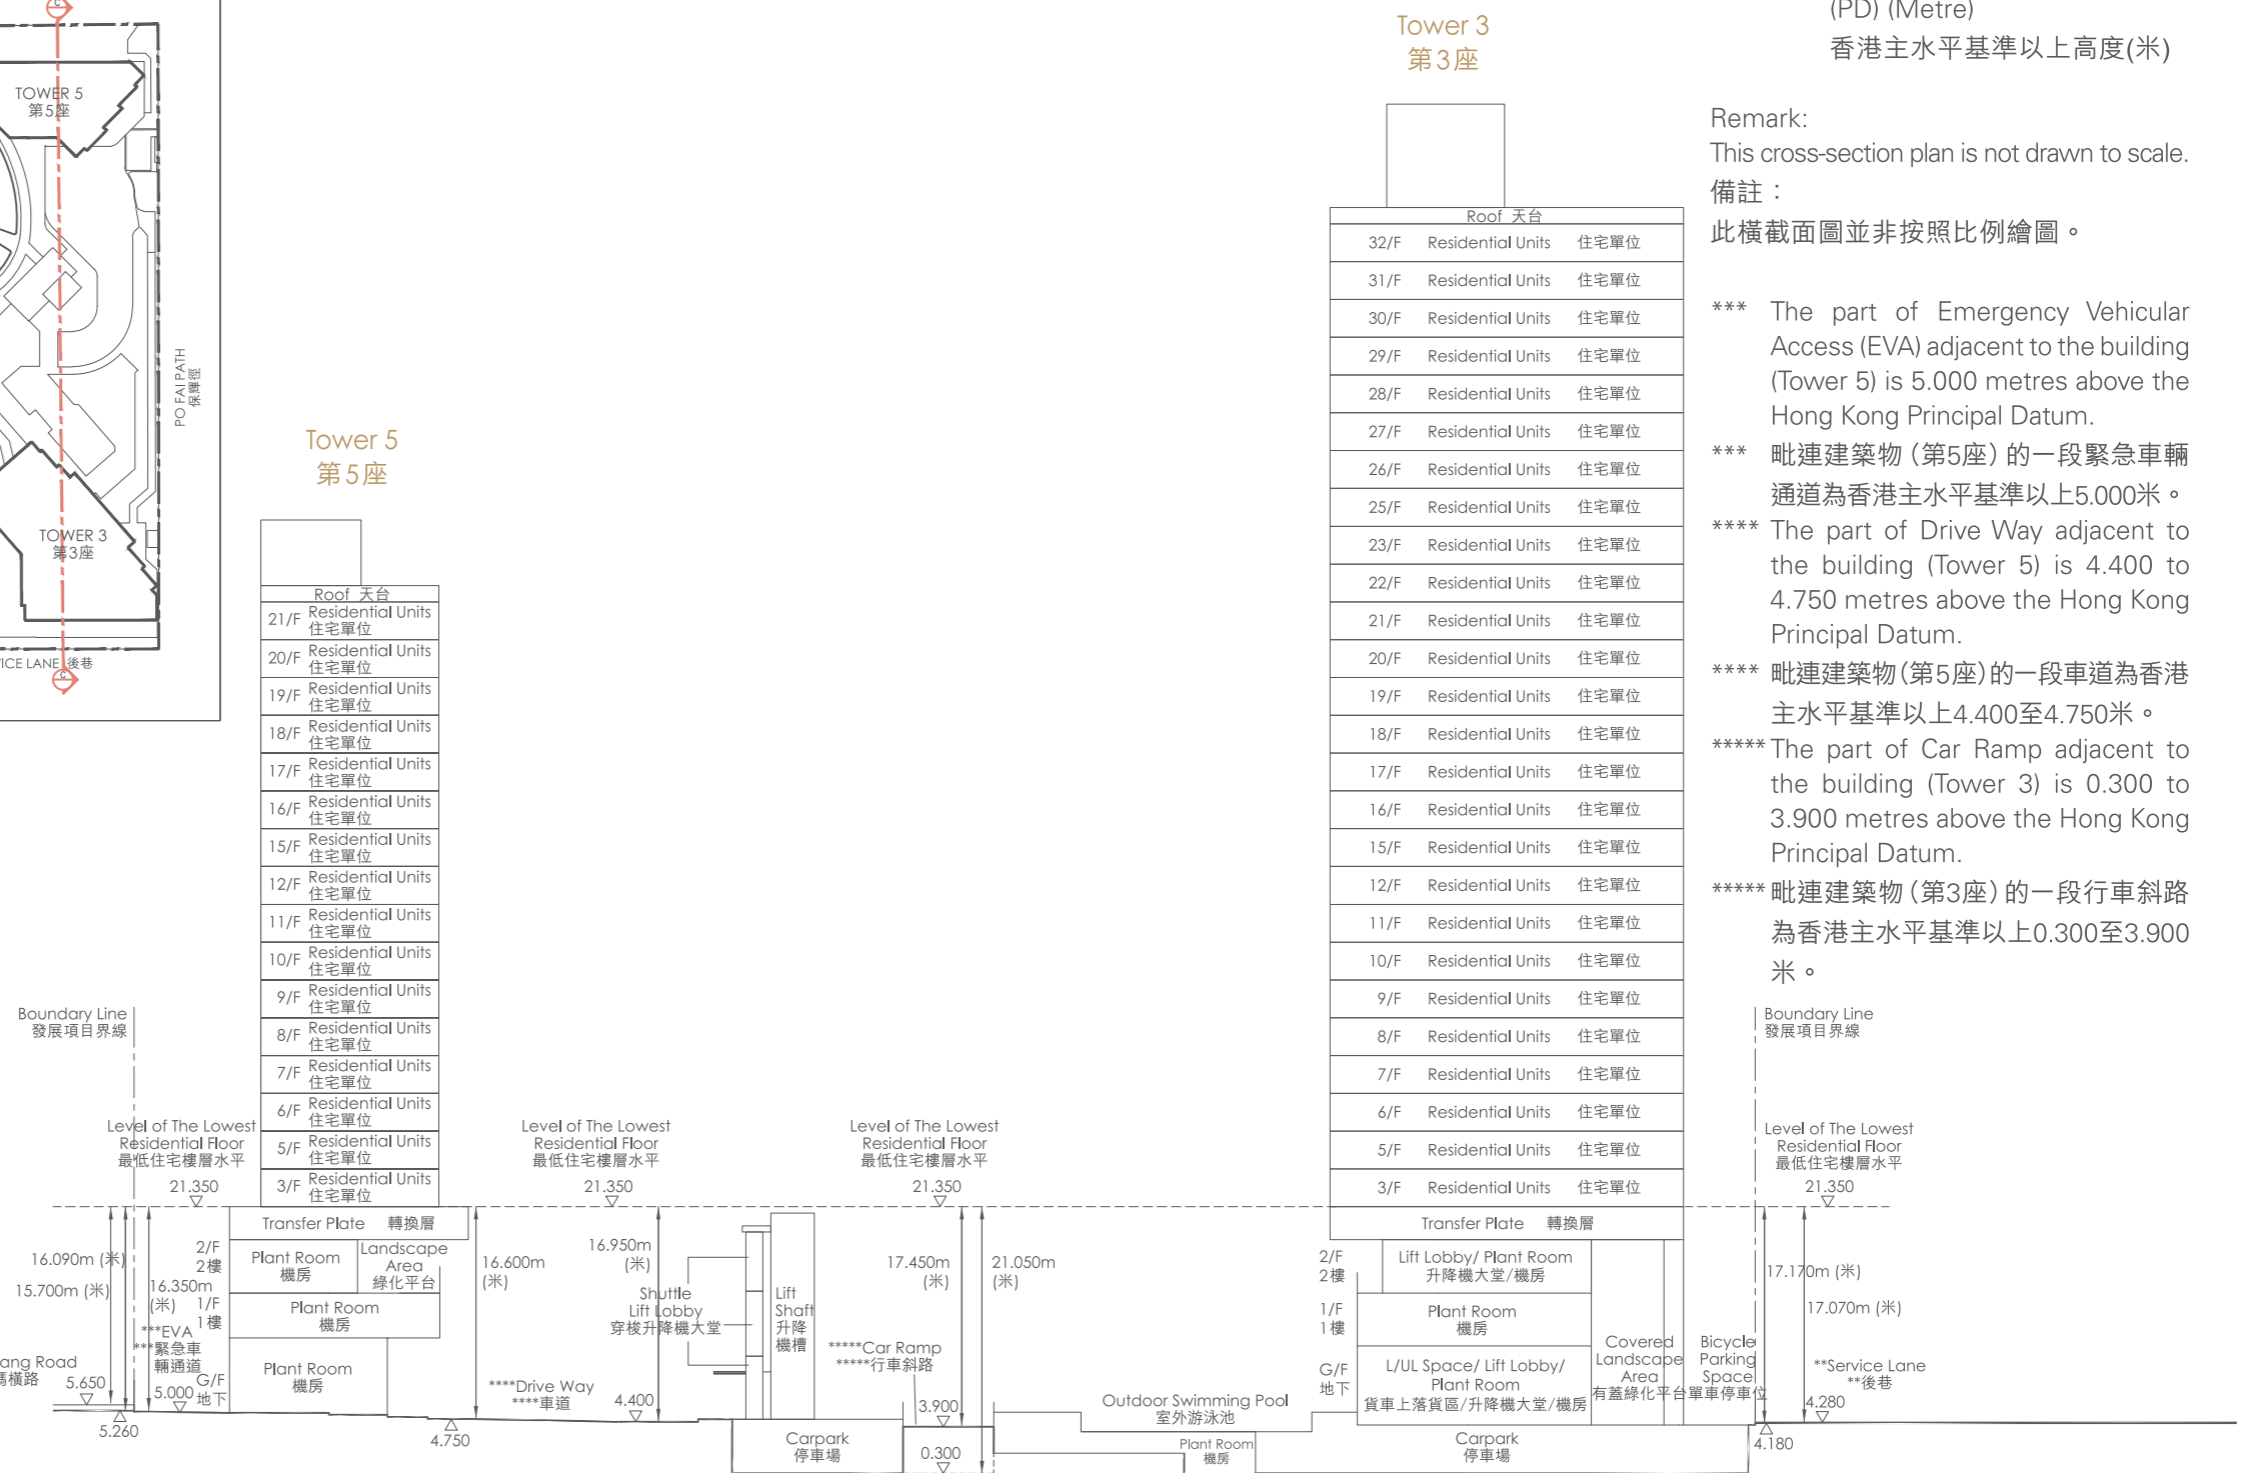 C
TOWER 5
第5座
PO FAI PATH
保輝徑
TOWER 3
第3座
VICE LANE 後巷
C
Tower 5
第5座
Roof 天台
21/F Residential Units
住宅單位
20/F Residential Units
住宅單位
19/F Residential Units
住宅單位
18/F Residential Units
住宅單位
17/F Residential Units
住宅單位
16/F Residential Units
住宅單位
15/F Residential Units
住宅單位
12/F Residential Units
住宅單位
11/F Residential Units
住宅單位
10/F Residential Units
住宅單位
9/F Residential Units
住宅單位
8/F Residential Units
住宅單位
7/F Residential Units
住宅單位
6/F Residential Units
住宅單位
5/F Residential Units
住宅單位
3/F Residential Units
住宅單位
Transfer Plate 轉換層
2/F
2樓
Plant Room
機房
Landscape
Area
綠化平台
1/F
1樓
Plant Room
機房
G/F
地下
Plant Room
機房
Boundary Line
發展項目界線
Level of The Lowest
Residential Floor
最低住宅樓層水平
21.350
16.090m (米)
15.700m (米)
16.350m
(米)
***EVA
***緊急車
輛通道
ang Road
橫路
5.650
5.000
5.260
4.750
Level of The Lowest
Residential Floor
最低住宅樓層水平
21.350
16.600m
(米)
16.950m
(米)
****Drive Way
****車道
4.400
Shuttle
Lift Lobby
穿梭升降機大堂
Lift
Shaft
升降
機槽
Carpark
停車場
Level of The Lowest
Residential Floor
最低住宅樓層水平
21.350
17.450m
(米)
21.050m
(米)
*****Car Ramp
*****行車斜路
3.900
0.300
Outdoor Swimming Pool
室外游泳池
Plant Room
機房
Tower 3
第3座
Roof 天台
32/F Residential Units 住宅單位
31/F Residential Units 住宅單位
30/F Residential Units 住宅單位
29/F Residential Units 住宅單位
28/F Residential Units 住宅單位
27/F Residential Units 住宅單位
26/F Residential Units 住宅單位
25/F Residential Units 住宅單位
23/F Residential Units 住宅單位
22/F Residential Units 住宅單位
21/F Residential Units 住宅單位
20/F Residential Units 住宅單位
19/F Residential Units 住宅單位
18/F Residential Units 住宅單位
17/F Residential Units 住宅單位
16/F Residential Units 住宅單位
15/F Residential Units 住宅單位
12/F Residential Units 住宅單位
11/F Residential Units 住宅單位
10/F Residential Units 住宅單位
9/F Residential Units 住宅單位
8/F Residential Units 住宅單位
7/F Residential Units 住宅單位
6/F Residential Units 住宅單位
5/F Residential Units 住宅單位
3/F Residential Units 住宅單位
Transfer Plate 轉換層
2/F
2樓
Lift Lobby/ Plant Room
升降機大堂/機房
1/F
1樓
Plant Room
機房
G/F
地下
L/UL Space/ Lift Lobby/
Plant Room
貨車上落貨區/升降機大堂/機房
Covered
Landscape
Area
有蓋綠化平台
Bicycle
Parking
Space
單車停車位
Carpark
停車場
Boundary Line
發展項目界線
Level of The Lowest
Residential Floor
最低住宅樓層水平
21.350
17.170m (米)
17.070m (米)
**Service Lane
**後巷
4.280
4.180
(PD) (Metre)
香港主水平基準以上高度(米)
Remark:
This cross-section plan is not drawn to scale.
備註：
此橫截面圖並非按照比例繪圖。
*** The part of Emergency Vehicular
Access (EVA) adjacent to the building
(Tower 5) is 5.000 metres above the
Hong Kong Principal Datum.
*** 毗連建築物（第5座）的一段緊急車輛
通道為香港主水平基準以上5.000米。
**** The part of Drive Way adjacent to
the building (Tower 5) is 4.400 to
4.750 metres above the Hong Kong
Principal Datum.
**** 毗連建築物（第5座）的一段車道為香港
主水平基準以上4.400至4.750米。
***** The part of Car Ramp adjacent to
the building (Tower 3) is 0.300 to
3.900 metres above the Hong Kong
Principal Datum.
***** 毗連建築物（第3座）的一段行車斜路
為香港主水平基準以上0.300至3.900
米。